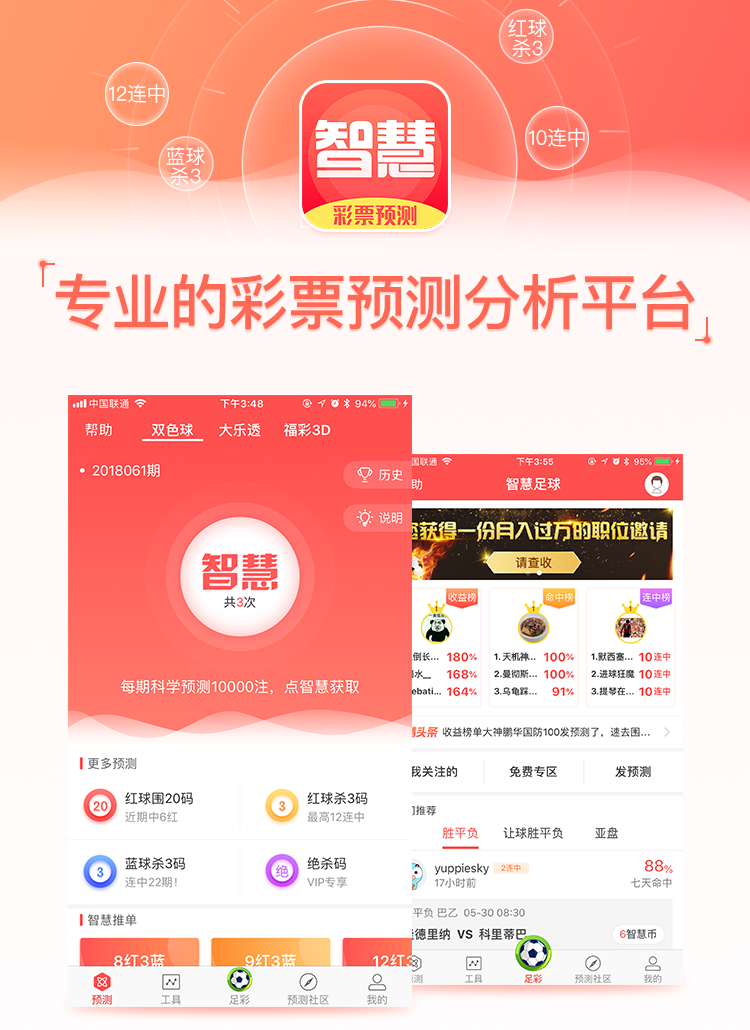 红球
杀3
12连中
10连中
蓝球
杀3
智慧
彩票预测
专业的彩票预测分析平台
中国联通
下午3:48
94%
帮助
双色球
大乐透
福彩3D
2018061期
历史
说明
智慧
共3次
每期科学预测10000注，点智慧获取
更多预测
20
红球围20码
近期中6红
3
红球杀3码
最高12连中
3
蓝球杀3码
连中22期！
绝
绝杀码
VIP专享
智慧推单
8红3蓝
9红3蓝
12红3
预测
工具
足彩
预测社区
我的
国联通
下午3:55
95%
助
智慧足球
获得一份月入过万的职位邀请
请查收
收益榜
命中榜
连中榜
倒长... 180%
水__ 168%
ebati... 164%
1.天机神... 100%
2.曼彻斯... 100%
3.乌龟踩... 91%
1.默西塞... 10连中
2.进球狂魔 10连中
3.提琴在... 10连中
头条
收益榜单大神鹏华国防100发预测了，速去围...
我关注的
免费专区
发预测
推荐
胜平负
让球胜平负
亚盘
yuppiesky
2连中
17小时前
88%
七天命中
平负 巴乙 05-30 08:30
德里纳 VS 科里蒂巴
6智慧币
测
工具
足彩
预测社区
我的